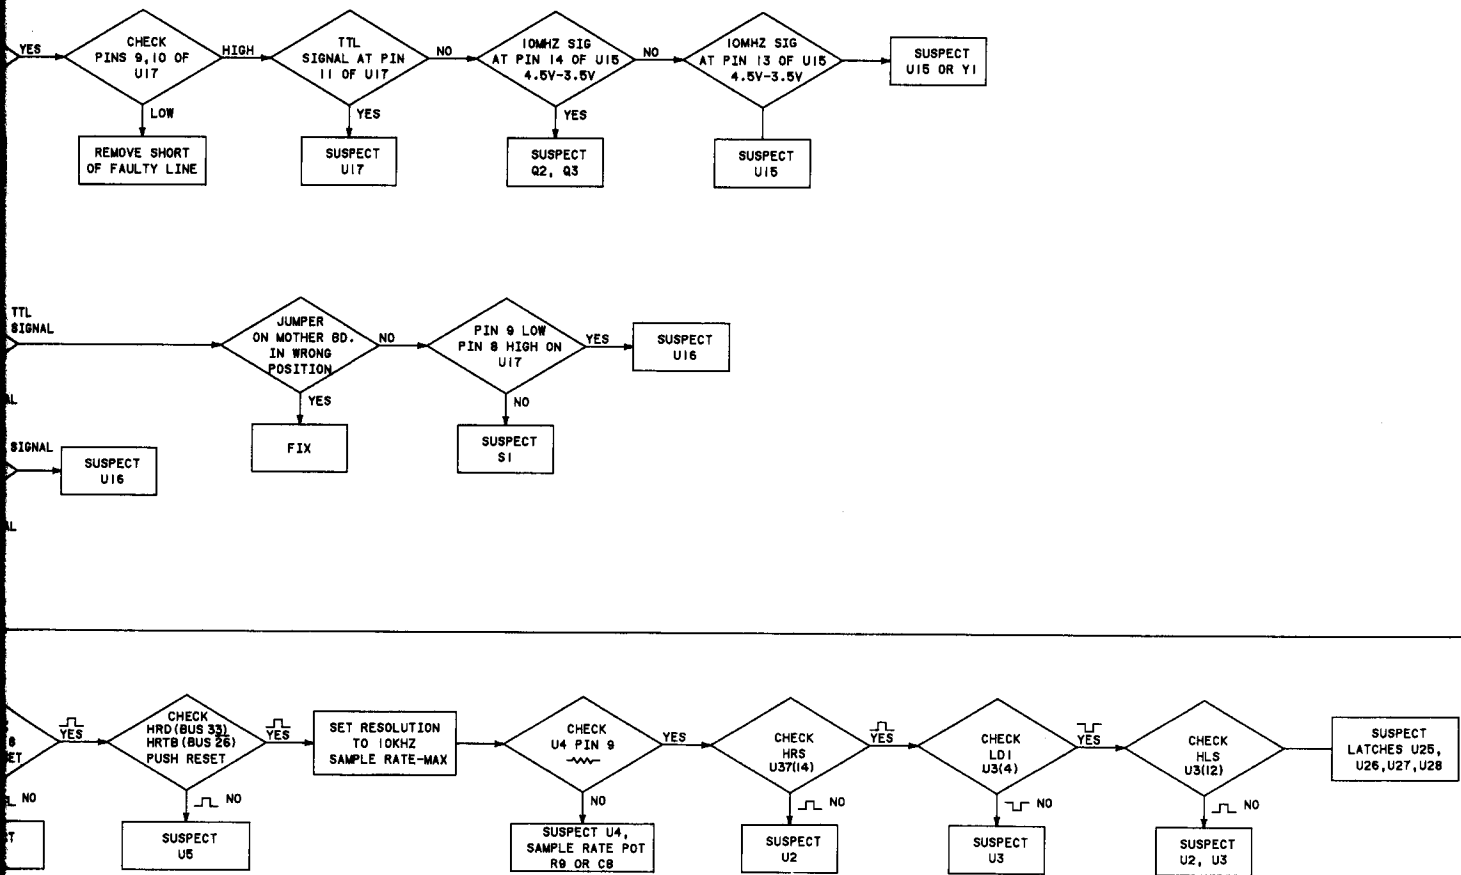 YES
CHECK
PINS 9,10 OF
U17
HIGH
LOW
REMOVE SHORT
OF FAULTY LINE
TTL
SIGNAL AT PIN
11 OF U17
NO
YES
SUSPECT
U17
10MHZ SIG
AT PIN 14 OF U15
4.5V-3.5V
NO
YES
SUSPECT
Q2, Q3
10MHZ SIG
AT PIN 13 OF U15
4.5V-3.5V
SUSPECT
U15
SUSPECT
U15 OR Y1
TTL
SIGNAL
JUMPER
ON MOTHER BD.
IN WRONG
POSITION
NO
YES
FIX
PIN 9 LOW
PIN 8 HIGH ON
U17
YES
NO
SUSPECT
S1
SUSPECT
U16
AL
SIGNAL
SUSPECT
U16
AL
8
ET
YES
NO
T
CHECK
HRD(BUS 33)
HRTB(BUS 26)
PUSH RESET
YES
NO
SUSPECT
U5
SET RESOLUTION
TO 10KHZ
SAMPLE RATE-MAX
CHECK
U4 PIN 9
YES
NO
SUSPECT U4,
SAMPLE RATE POT
R9 OR C8
CHECK
HRS
U37(14)
YES
NO
SUSPECT
U2
CHECK
LD1
U3(4)
YES
NO
SUSPECT
U3
CHECK
HLS
U3(12)
NO
SUSPECT
U2, U3
SUSPECT
LATCHES U25,
U26,U27,U28